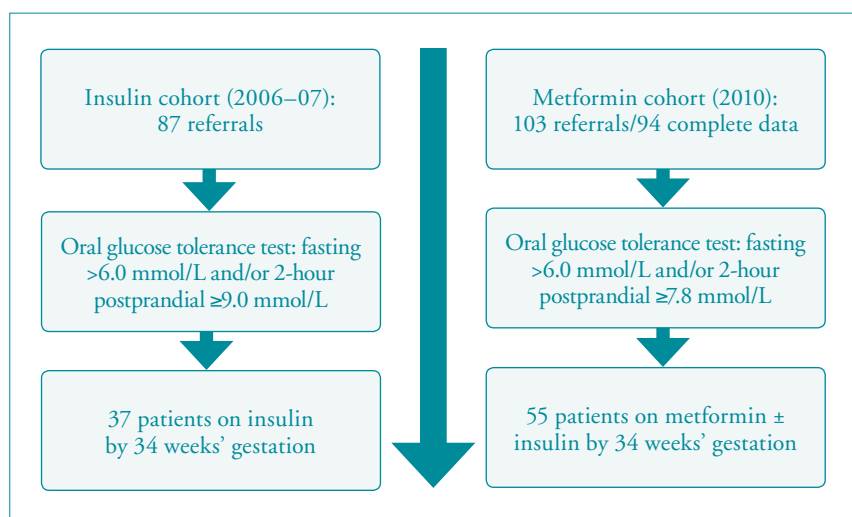 Insulin cohort (2006–07):
87 referrals
Oral glucose tolerance test: fasting
>6.0 mmol/L and/or 2-hour
postprandial ≥9.0 mmol/L
37 patients on insulin
by 34 weeks’ gestation
Metformin cohort (2010):
103 referrals/94 complete data
Oral glucose tolerance test: fasting
>6.0 mmol/L and/or 2-hour
postprandial ≥7.8 mmol/L
55 patients on metformin ±
insulin by 34 weeks’ gestation